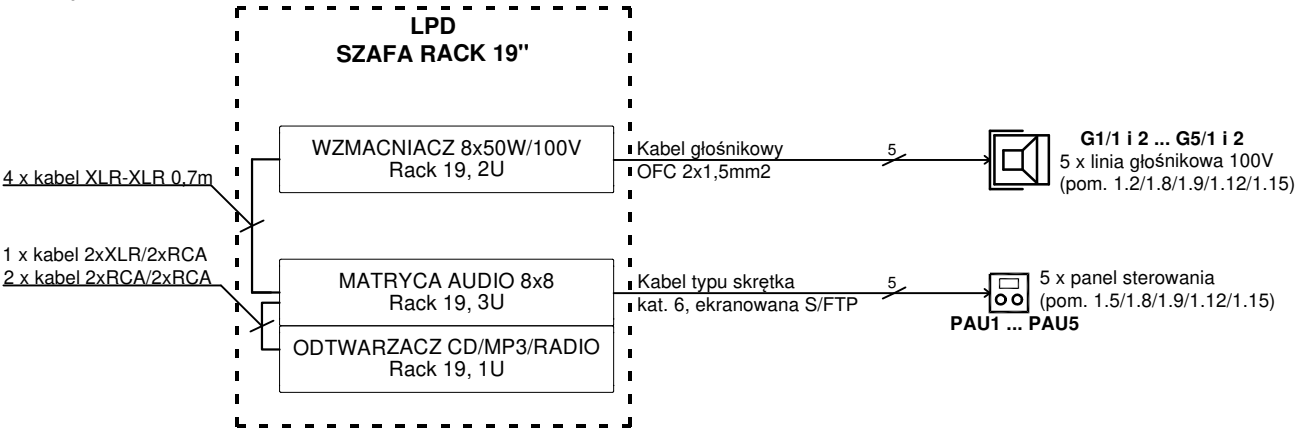 LPD
SZAFA RACK 19"
WZMACNIACZ 8x50W/100V
Rack 19, 2U
Kabel głośnikowy
OFC 2x1,5mm2
5
G1/1 i 2 ... G5/1 i 2
5 x linia głośnikowa 100V
(pom. 1.2/1.8/1.9/1.12/1.15)
4 x kabel XLR-XLR 0,7m
1 x kabel 2xXLR/2xRCA
2 x kabel 2xRCA/2xRCA
MATRYCA AUDIO 8x8
Rack 19, 3U
Kabel typu skrętka
kat. 6, ekranowana S/FTP
5
5 x panel sterowania
(pom. 1.5/1.8/1.9/1.12/1.15)
PAU1 ... PAU5
ODTWARZACZ CD/MP3/RADIO
Rack 19, 1U